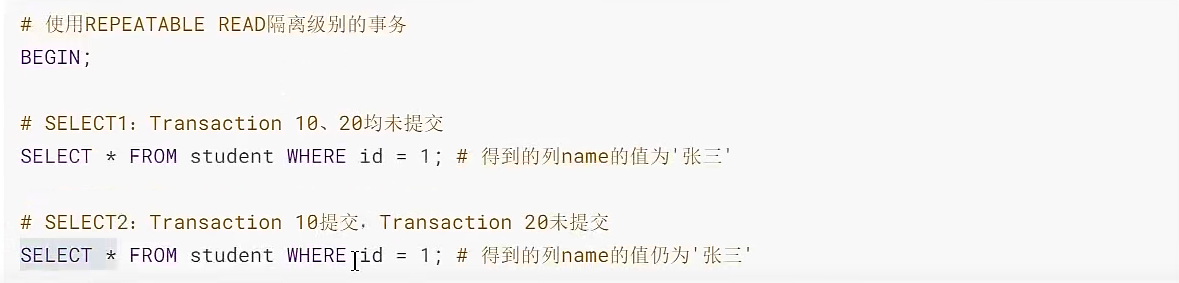 # 使用REPEATABLE READ隔离级别的事务
BEGIN;
# SELECT1：Transaction 10、20均未提交
SELECT * FROM student WHERE id = 1; # 得到的列name的值为'张三'
# SELECT2：Transaction 10提交，Transaction 20未提交
SELECT * FROM student WHERE id = 1; # 得到的列name的值仍为'张三'